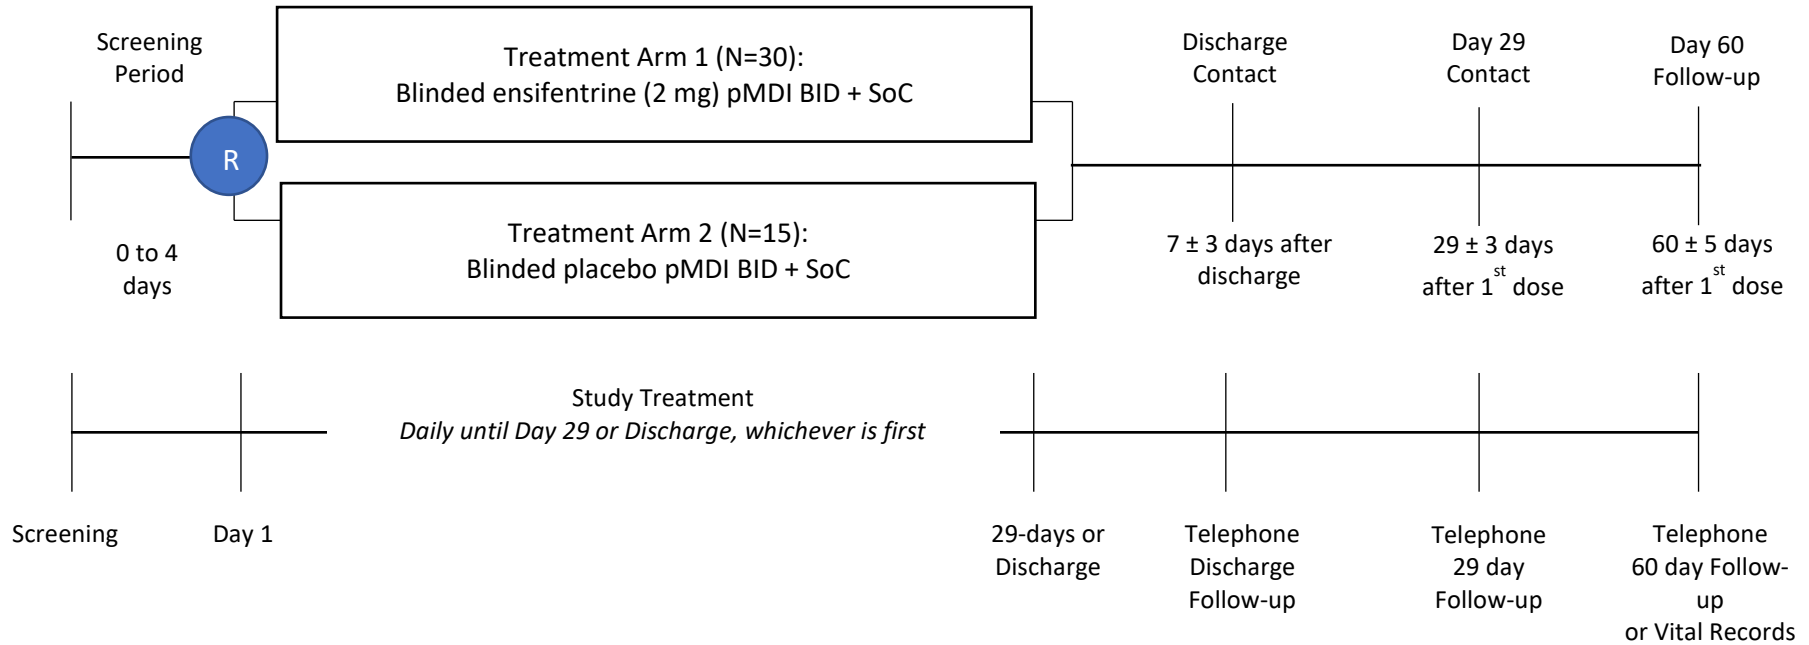 Screening
Period
Treatment Arm 1 (N=30):
Blinded ensifentrine (2 mg) pMDI BID + SoC
Discharge
Contact
Day 29
Contact
Day 60
Follow-up
R
0 to 4
days
Treatment Arm 2 (N=15):
Blinded placebo pMDI BID + SoC
7 ± 3 days after
discharge
29 ± 3 days
after 1st dose
60 ± 5 days
after 1st dose
Study Treatment
Daily until Day 29 or Discharge, whichever is first
Screening
Day 1
29-days or
Discharge
Telephone
Discharge
Follow-up
Telephone
29 day
Follow-up
Telephone
60 day Follow-
up
or Vital Records